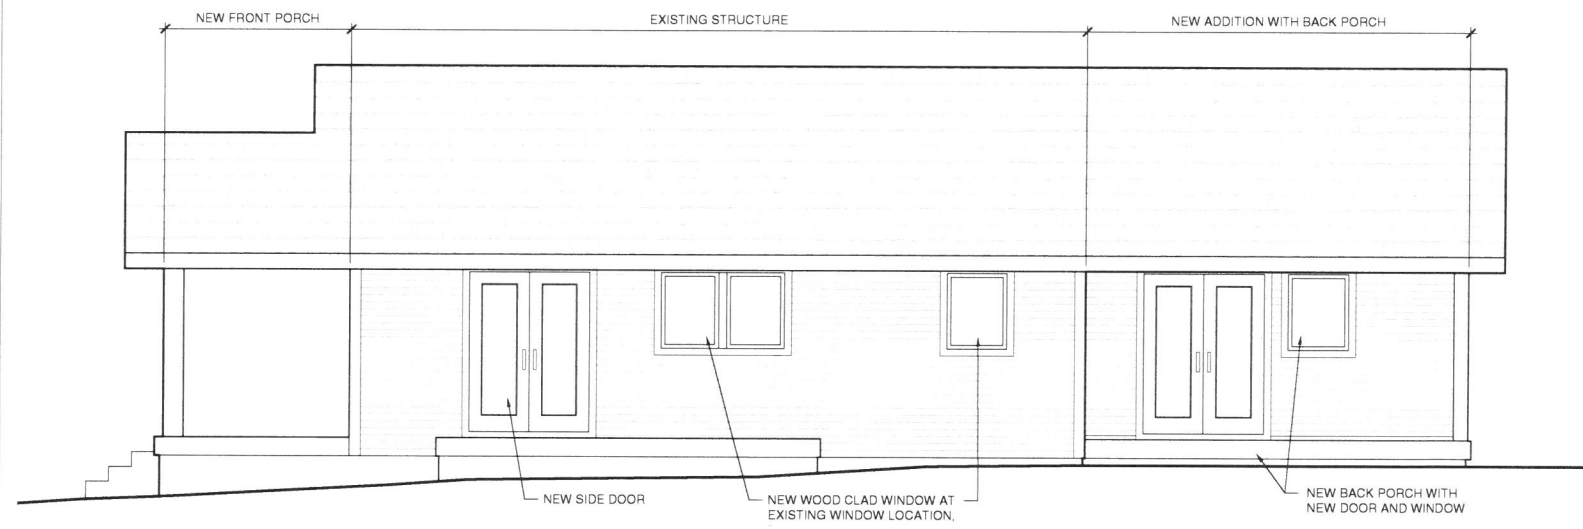 NEW FRONT PORCH
EXISTING STRUCTURE
NEW ADDITION WITH BACK PORCH
NEW SIDE DOOR
NEW WOOD CLAD WINDOW AT
EXISTING WINDOW LOCATION,
NEW BACK PORCH WITH
NEW DOOR AND WINDOW